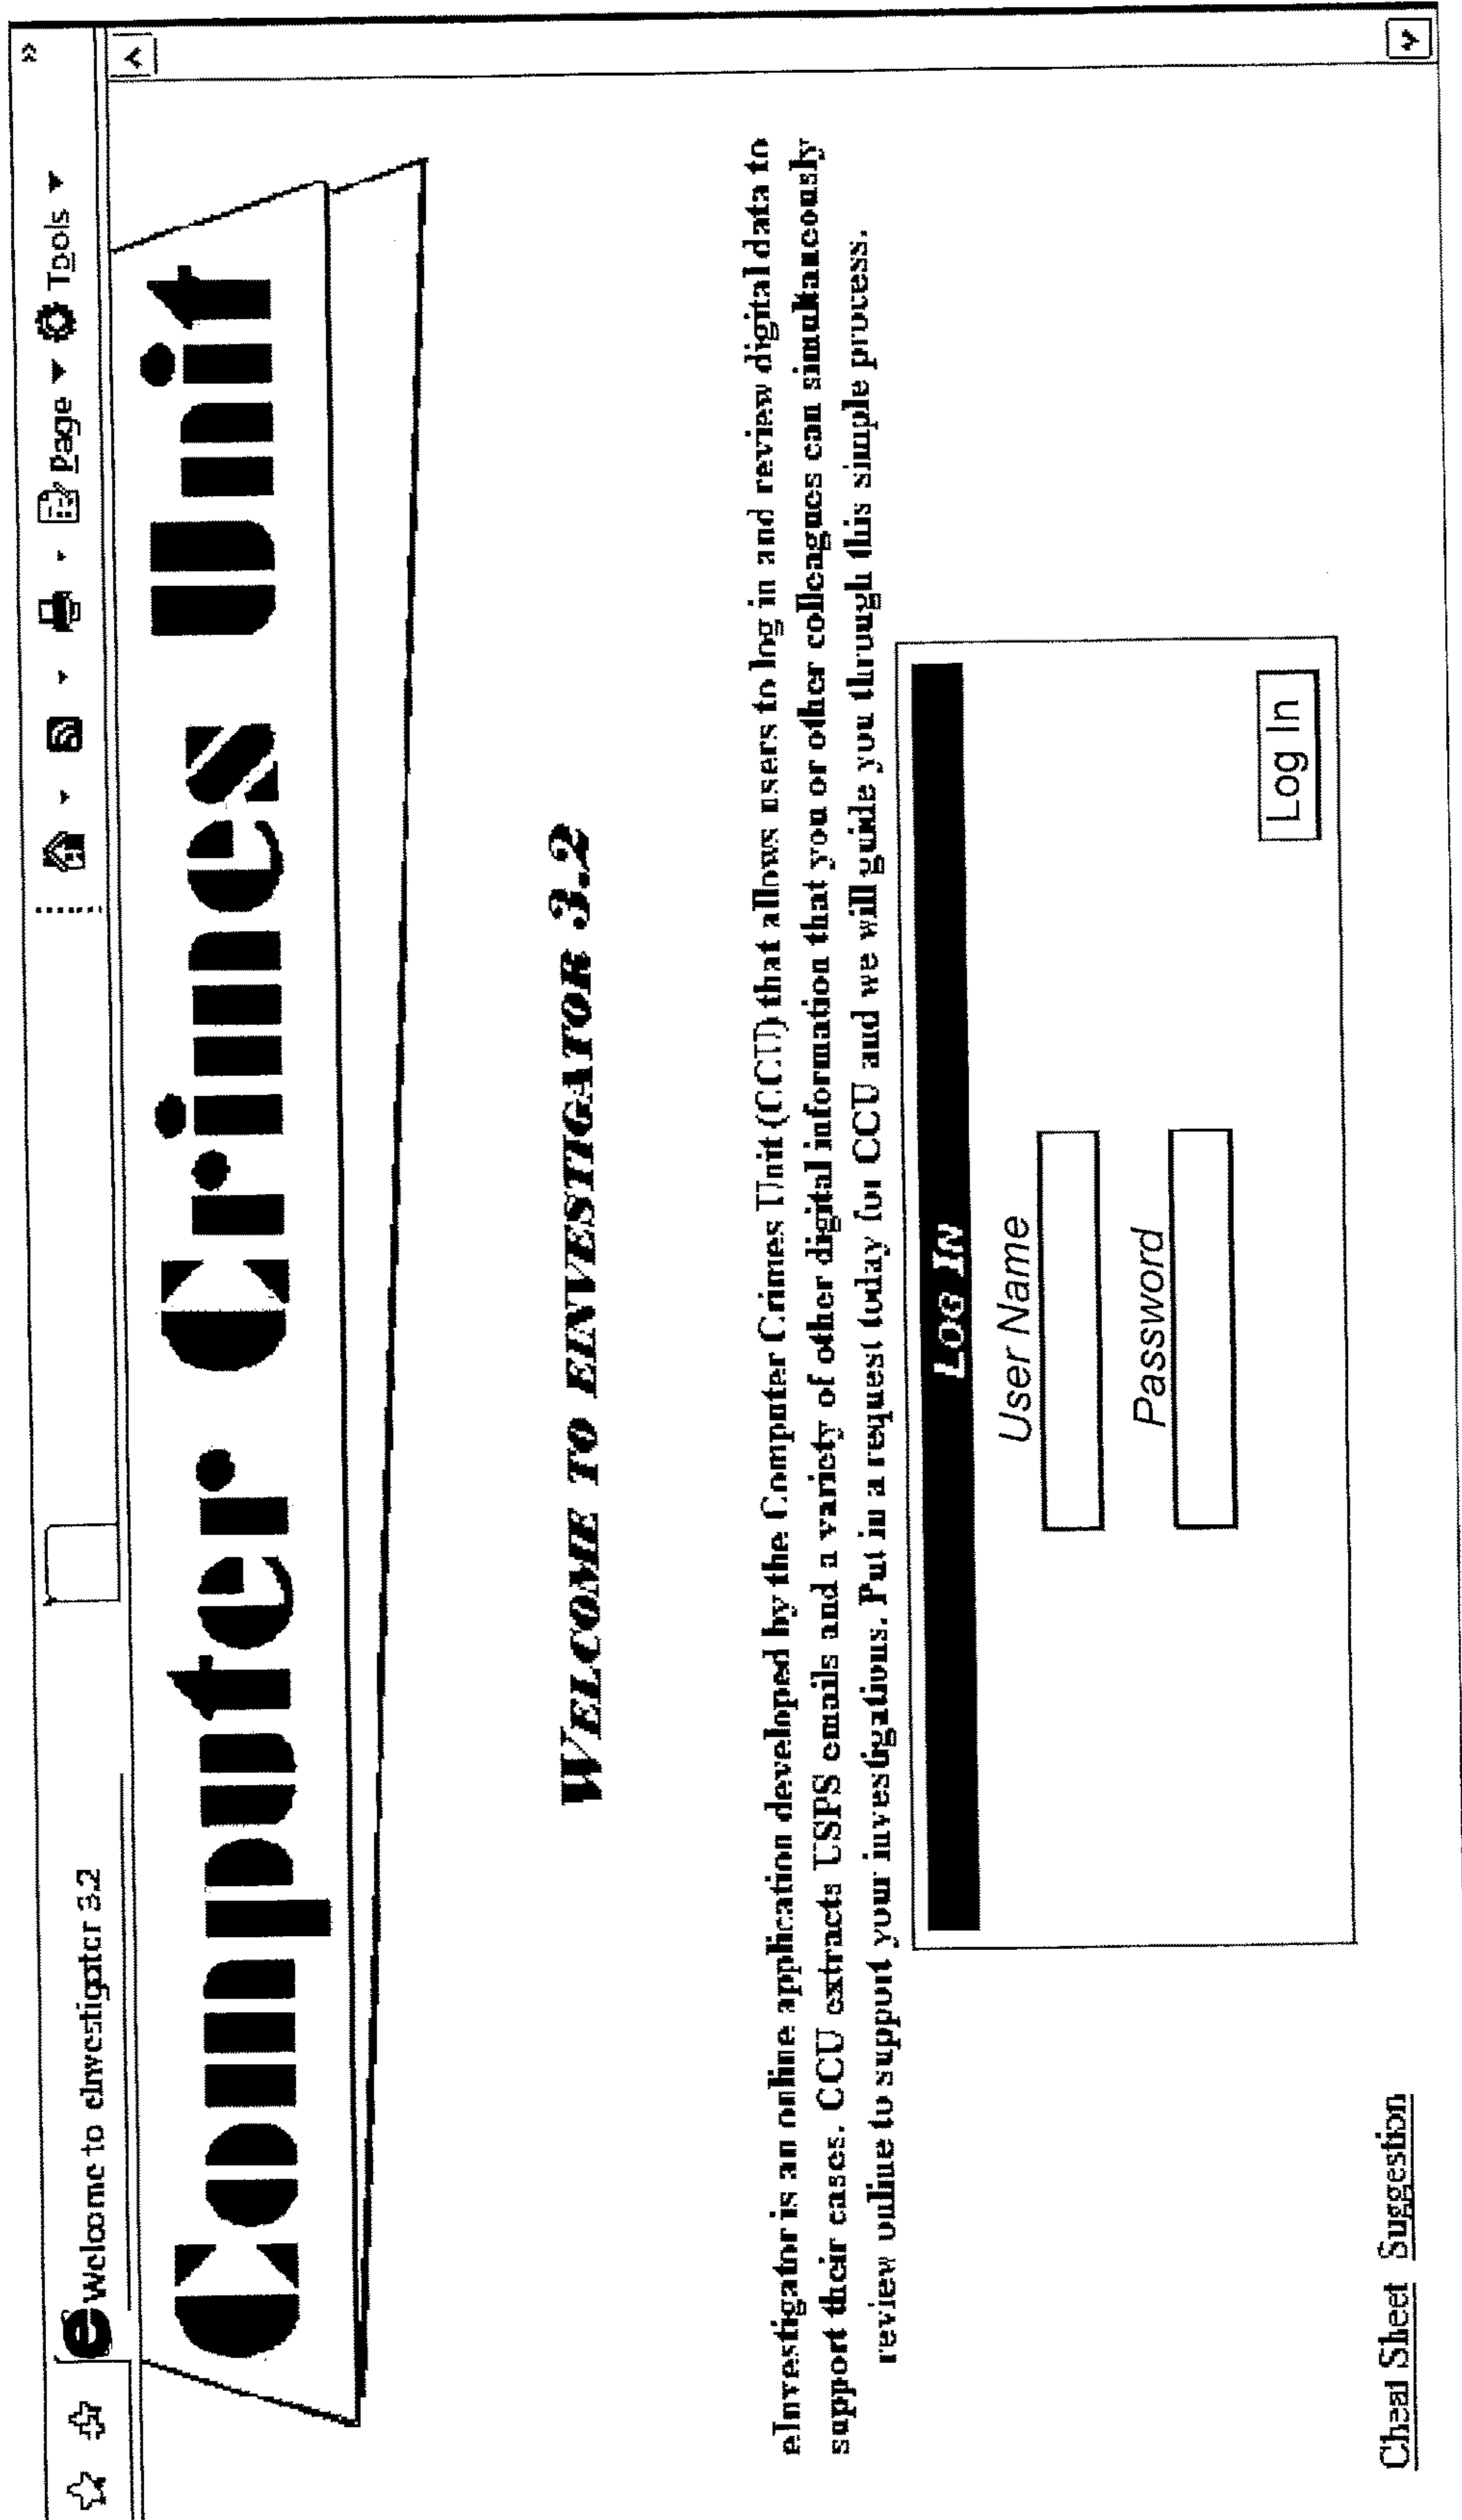 Welcome to eInvestigator 3.2
Page
Tools
Computer Crimes Unit
WELCOME TO EINVESTIGATOR 3.2
eInvestigator is an online application developed by the Computer Crimes Unit (CCU) that allows users to log in and review digital data to
support their cases. CCU extracts USPS emails and a variety of other digital information that you or other colleagues can simultaneously
review online to support your investigations. Put in a request today for CCU and we will guide you through this simple process.
LOG IN
User Name
Password
Log In
Cheat Sheet Suggestion